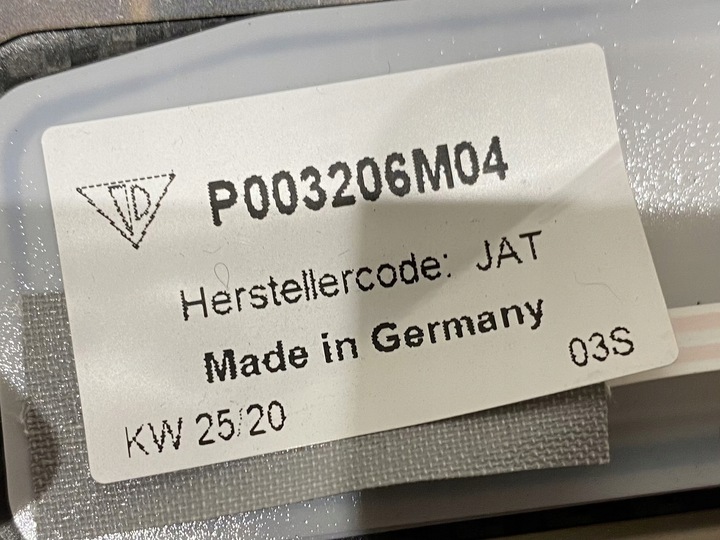 P003206M04
Herstellercode: JAT
Made in Germany
03S
KW 25/20